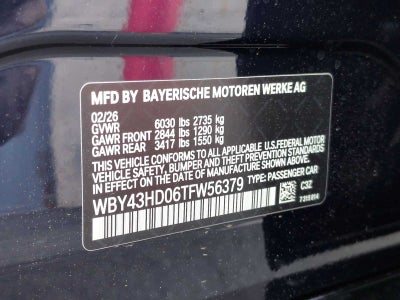 MFD BY BAYERISCHE MOTOREN WERKE AG
02/26
GVWR 6030 lbs 2735 kg
GAWR FRONT 2844 lbs 1290 kg
GAWR REAR 3417 lbs 1550 kg
THIS VEHICLE CONFORMS TO ALL APPLICABLE U.S.FEDERAL MOTOR
VEHICLE SAFETY, BUMPER AND THEFT PREVENTION STANDARDS
IN EFFECT ON THE DATE OF MANUFACTURE SHOWN ABOVE.
WBY43HD06TFW56379 TYPE: PASSENGER CAR
C3Z
7315914